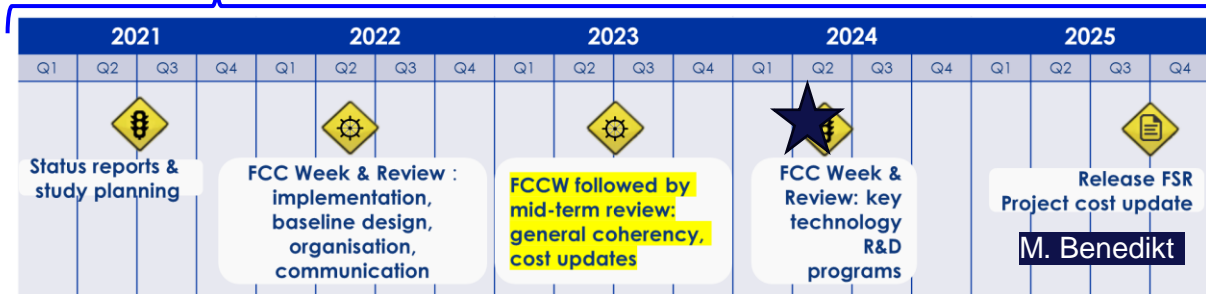 2021 2022 2023 2024 2025
Q1 Q2 Q3 Q4 Q1 Q2 Q3 Q4 Q1 Q2 Q3 Q4 Q1 Q2 Q3 Q4 Q1 Q2 Q3 Q4
Status reports &
study planning
FCC Week & Review :
implementation,
baseline design,
organisation,
communication
FCCW followed by
mid-term review:
general coherency,
cost updates
FCC Week &
Review: key
technology
R&D
programs
Release FSR
Project cost update
M. Benedikt